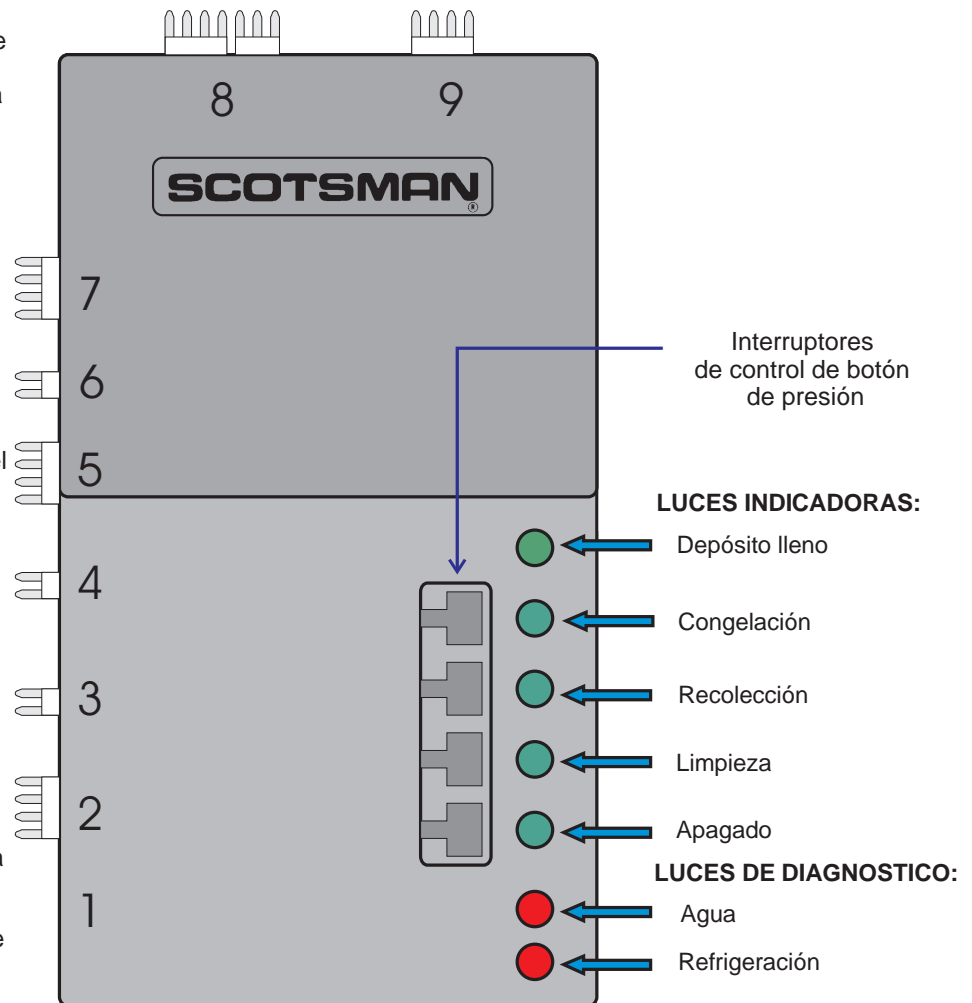 e
a
8
9
SCOTSMAN
®
7
Interruptores
de control de botón
de presión
6
el
5
LUCES INDICADORAS:
Depósito lleno
4
Congelación
3
Recolección
Limpieza
2
Apagado
a
LUCES DE DIAGNOSTICO:
1
Agua
e
Refrigeración